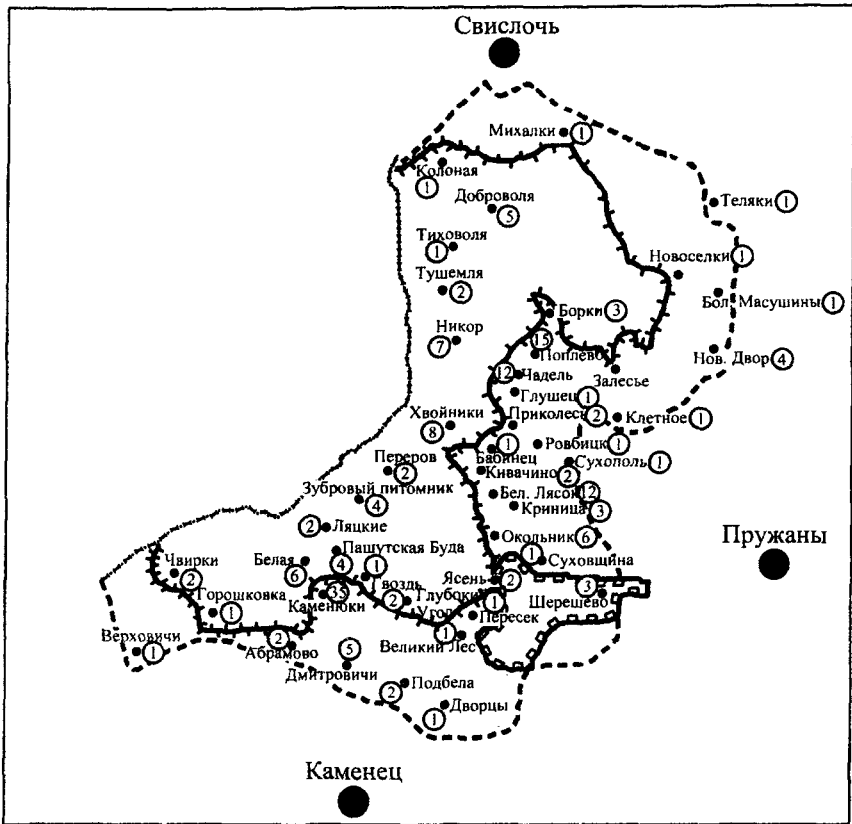 Свислочь
Михалки 1
Колоная
1
Доброволя
5
Теляки 1
Тиховоля
1
Новоселки 1
Тушемля
2
Бол. Масушины 1
Борки 3
Никор
7
15
Поплево
Нов. Двор 4
12 Чадель
Залесье
Глушец 1
Хвойники
8
Приколеск 2
Клетное 1
1
Ровбицк 1
Бабинец
Переров
2
Кивачино
Сухополь 1
2
Зубровый питомник
4
Бел. Лясок 12
Криница 3
2 Ляцкие
Окольник 6
Пружаны
Пашутская Буда
4
1
Белая
6
1
Суховщина
Чвирки
2
Гвоздь
Ясень 2
Каменюки
35
2
Глубокий
Угол
1
3
Шерешево
Горошковка
1
Пересек
Верховичи
1
2
Абрамово
1
Великий Лес
5
Дмитровичи
2
Подбела
Дворцы
1
Каменец